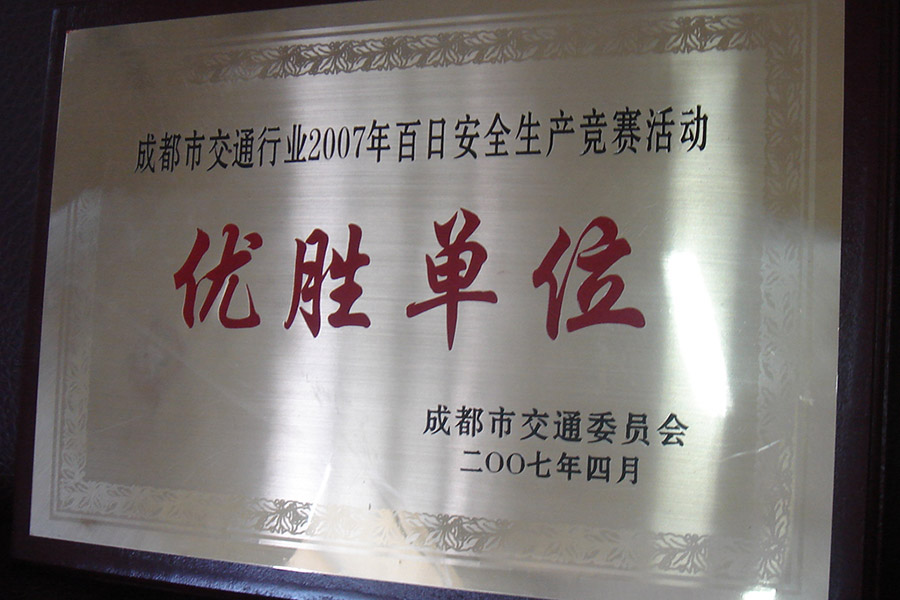 成都市交通行业2007年百日安全生产竞赛活动
优胜单位
成都市交通委员会
二〇〇七年四月